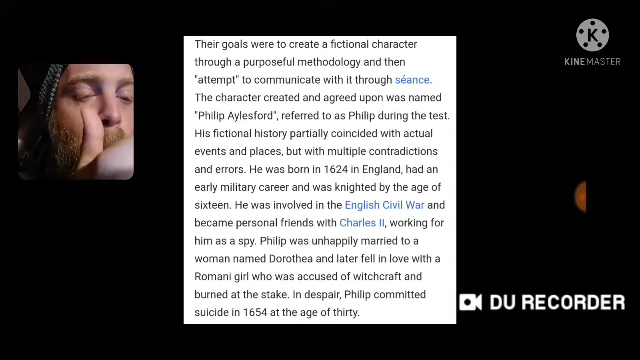 Their goals were to create a fictional character
through a purposeful methodology and then
"attempt" to communicate with it through séance.
The character created and agreed upon was named
"Philip Aylesford", referred to as Philip during the test.
His fictional history partially coincided with actual
events and places, but with multiple contradictions
and errors. He was born in 1624 in England, had an
early military career and was knighted by the age of
sixteen. He was involved in the English Civil War and
became personal friends with Charles II, working for
him as a spy. Philip was unhappily married to a
woman named Dorothea and later fell in love with a
Romani girl who was accused of witchcraft and
burned at the stake. In despair, Philip committed
suicide in 1654 at the age of thirty.
KINEMASTER
DU RECORDER